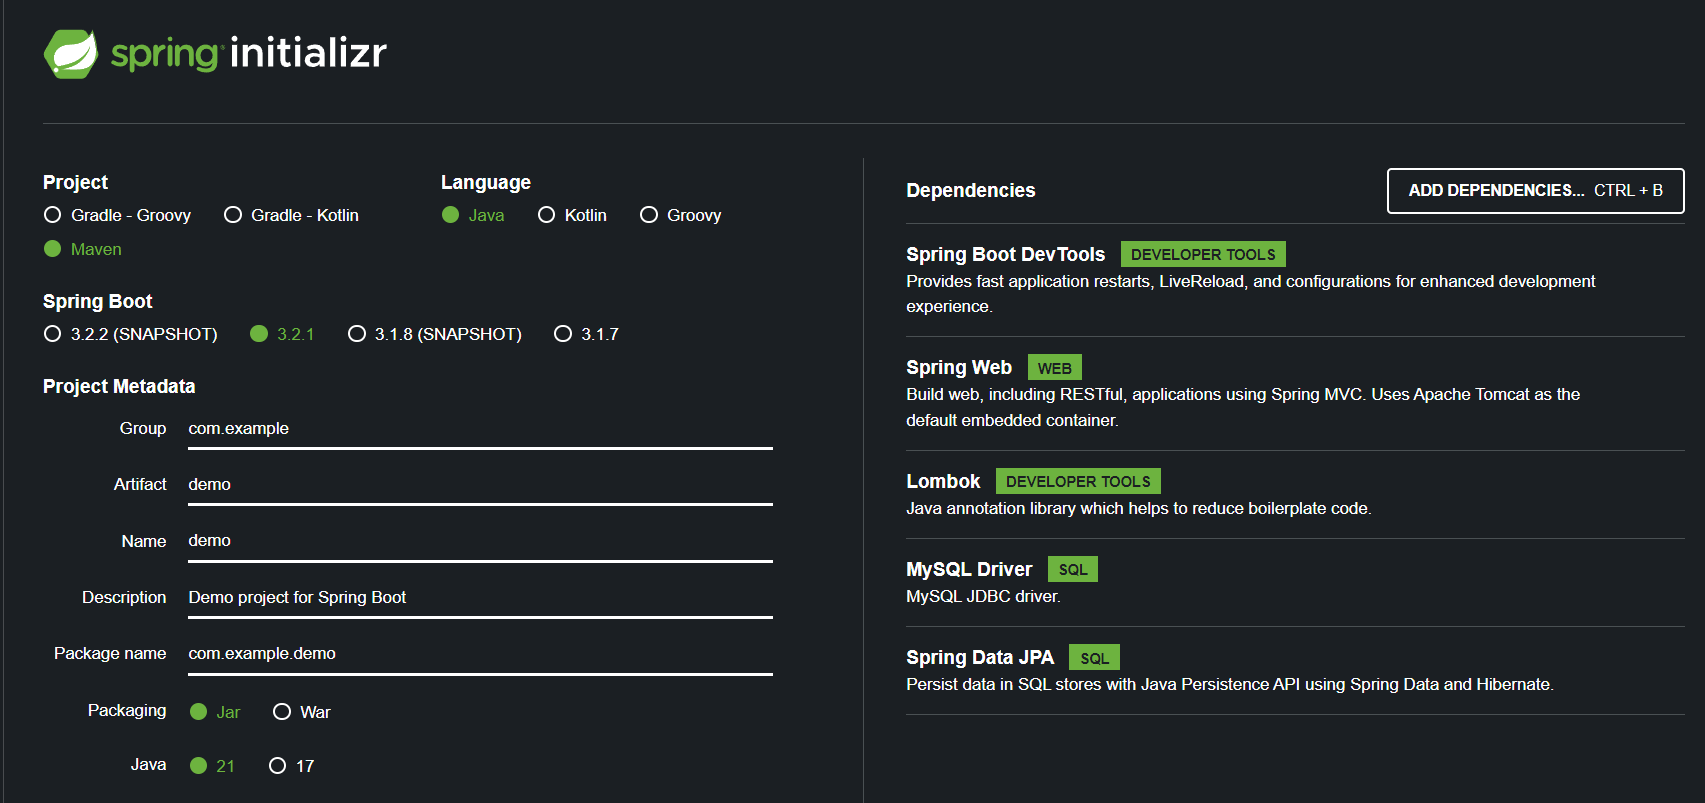 spring initializr
Project
Gradle - Groovy
Gradle - Kotlin
Maven
Language
Java
Kotlin
Groovy
Spring Boot
3.2.2 (SNAPSHOT)
3.2.1
3.1.8 (SNAPSHOT)
3.1.7
Project Metadata
Group com.example
Artifact demo
Name demo
Description Demo project for Spring Boot
Package name com.example.demo
Packaging Jar War
Java 21 17
Dependencies
ADD DEPENDENCIES... CTRL + B
Spring Boot DevTools DEVELOPER TOOLS
Provides fast application restarts, LiveReload, and configurations for enhanced development
experience.
Spring Web WEB
Build web, including RESTful, applications using Spring MVC. Uses Apache Tomcat as the
default embedded container.
Lombok DEVELOPER TOOLS
Java annotation library which helps to reduce boilerplate code.
MySQL Driver SQL
MySQL JDBC driver.
Spring Data JPA SQL
Persist data in SQL stores with Java Persistence API using Spring Data and Hibernate.